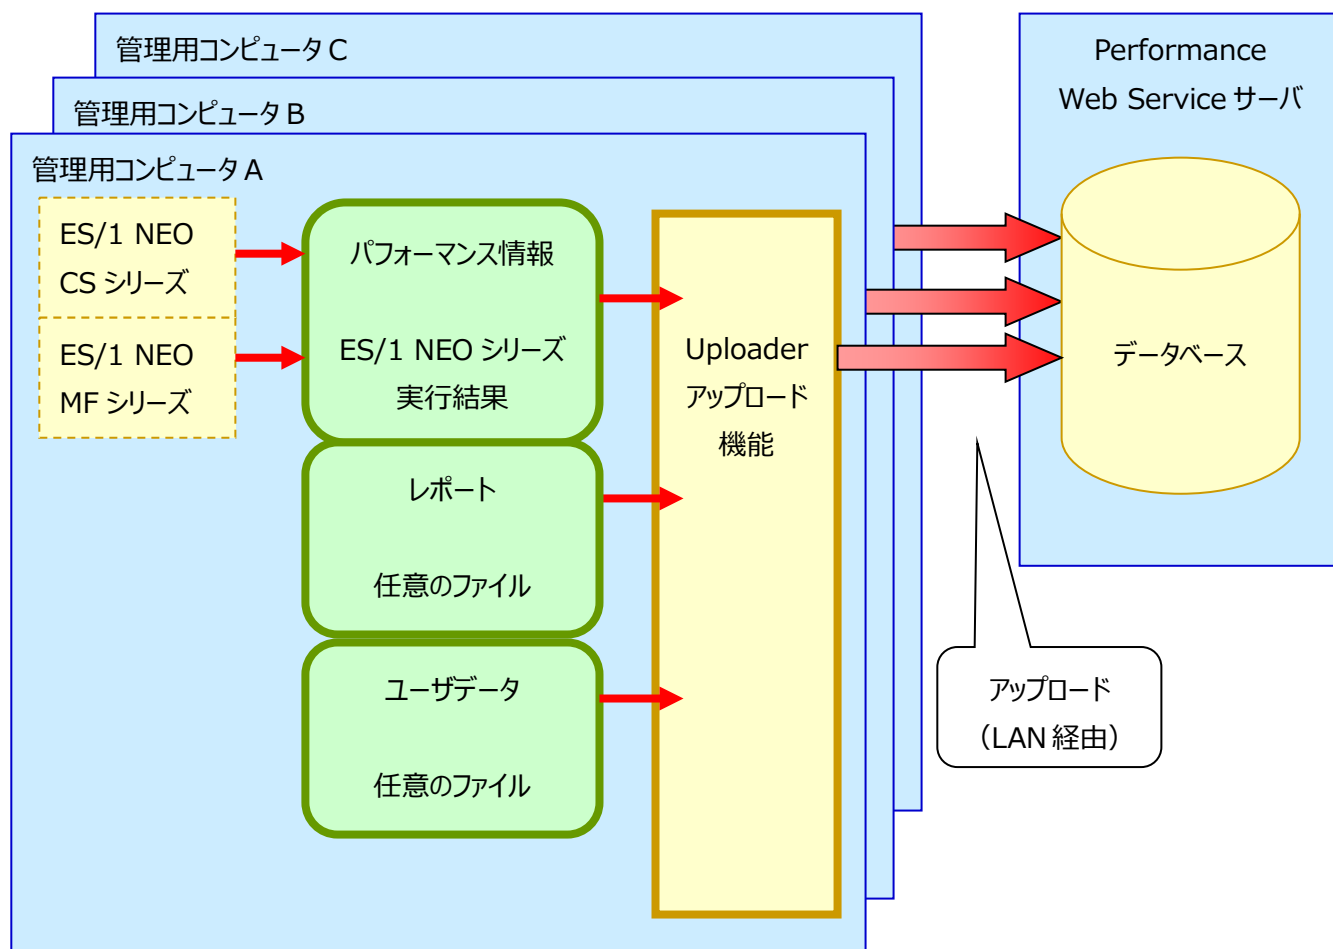 管理用コンピュータ C
管理用コンピュータ B
管理用コンピュータ A
ES/1 NEO
CS シリーズ
ES/1 NEO
MF シリーズ
パフォーマンス情報
ES/1 NEO シリーズ
実行結果
レポート
任意のファイル
ユーザデータ
任意のファイル
Uploader
アップロード
機能
Performance
Web Service サーバ
データベース
アップロード
（LAN 経由）